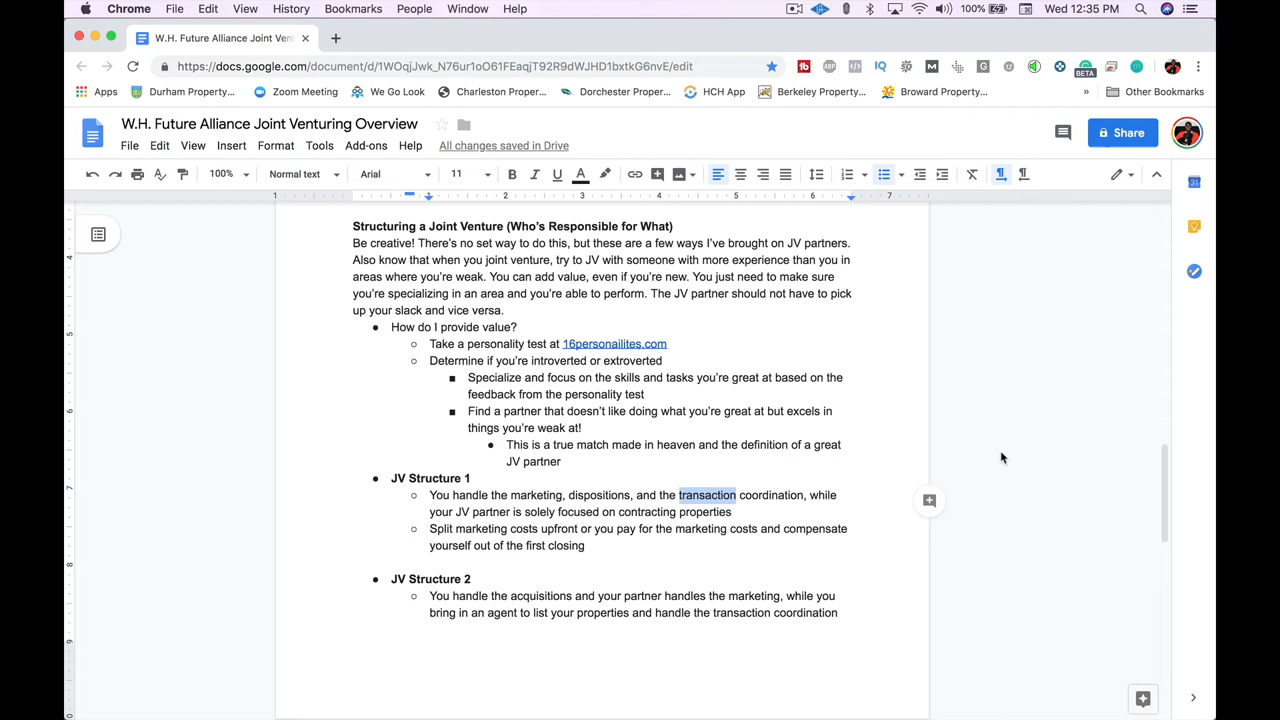 Chrome File Edit View History Bookmarks People Window Help 100% Wed 12:35 PM
W.H. Future Alliance Joint Vent
https://docs.google.com/document/d/1WOqjJwk_N76ur1oO61FEaqjT92R9dWJHD1bxtkG6nvE/edit
Apps Durham Property... Zoom Meeting We Go Look Charleston Proper... Dorchester Proper... HCH App Berkeley Property... Broward Property... » Other Bookmarks
W.H. Future Alliance Joint Venturing Overview
Share
File Edit View Insert Format Tools Add-ons Help All changes saved in Drive
100% Normal text Arial 11 B I U A
1 1 2 3 4 5 6 7
Structuring a Joint Venture (Who's Responsible for What)
Be creative! There's no set way to do this, but these are a few ways I've brought on JV partners.
Also know that when you joint venture, try to JV with someone with more experience than you in
areas where you're weak. You can add value, even if you're new. You just need to make sure
you're specializing in an area and you're able to perform. The JV partner should not have to pick
up your slack and vice versa.
● How do I provide value?
○ Take a personality test at 16personailites.com
○ Determine if you're introverted or extroverted
■ Specialize and focus on the skills and tasks you're great at based on the
feedback from the personality test
■ Find a partner that doesn't like doing what you're great at but excels in
things you're weak at!
● This is a true match made in heaven and the definition of a great
JV partner
● JV Structure 1
○ You handle the marketing, dispositions, and the transaction coordination, while
your JV partner is solely focused on contracting properties
○ Split marketing costs upfront or you pay for the marketing costs and compensate
yourself out of the first closing
● JV Structure 2
○ You handle the acquisitions and your partner handles the marketing, while you
bring in an agent to list your properties and handle the transaction coordination